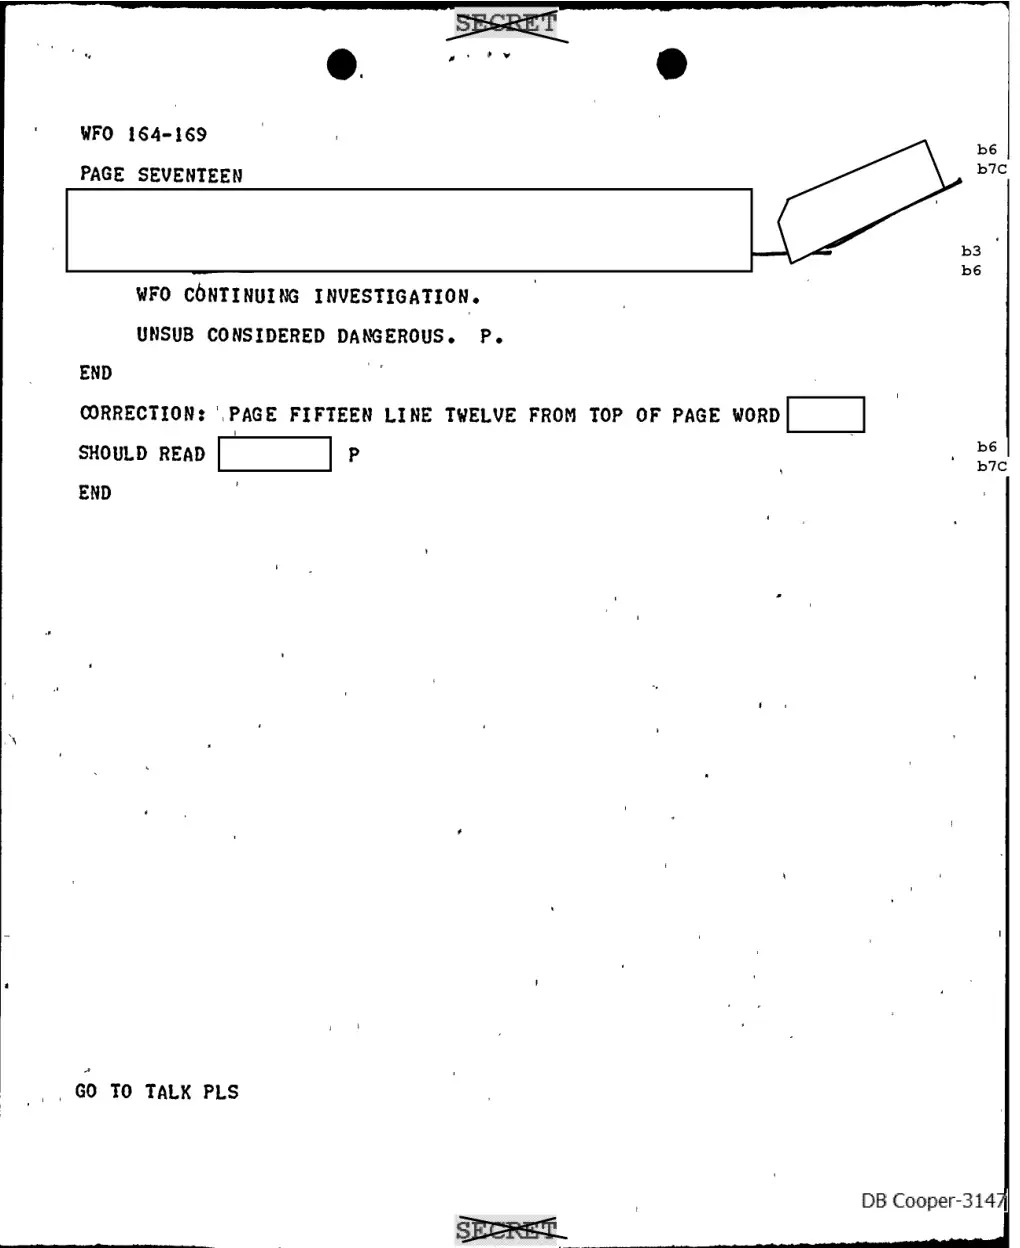 SECRET
WFO 164-169
b6
PAGE SEVENTEEN
b7C
b3
b6
WFO CONTINUING INVESTIGATION.
UNSUB CONSIDERED DANGEROUS. P.
END
CORRECTION: PAGE FIFTEEN LINE TWELVE FROM TOP OF PAGE WORD
SHOULD READ P
b6
b7C
END
GO TO TALK PLS
DB Cooper-3147
SECRET